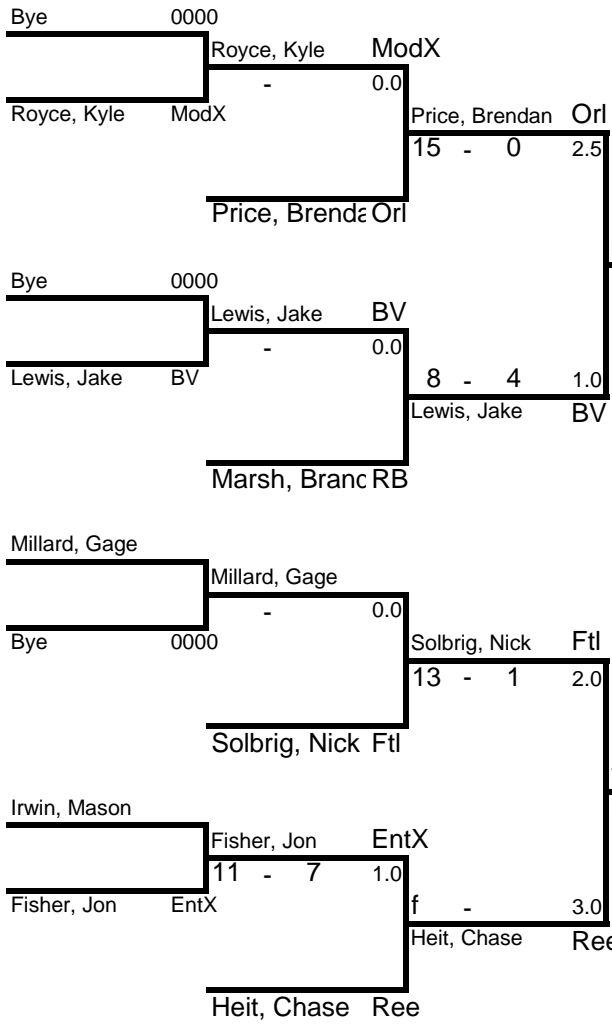 Bye 0000
Royce, Kyle ModX
- 0.0
Royce, Kyle ModX
Price, Brendan Orl
15 - 0 2.5
Price, Brenda Orl
Bye 0000
Lewis, Jake BV
- 0.0
Lewis, Jake BV
8 - 4 1.0
Lewis, Jake BV
Marsh, Branc RB
Millard, Gage
Millard, Gage
- 0.0
Bye 0000
Solbrig, Nick Ftl
13 - 1 2.0
Solbrig, Nick Ftl
Irwin, Mason
Fisher, Jon EntX
11 - 7 1.0
Fisher, Jon EntX
f - 3.0
Heit, Chase Ree
Heit, Chase Ree